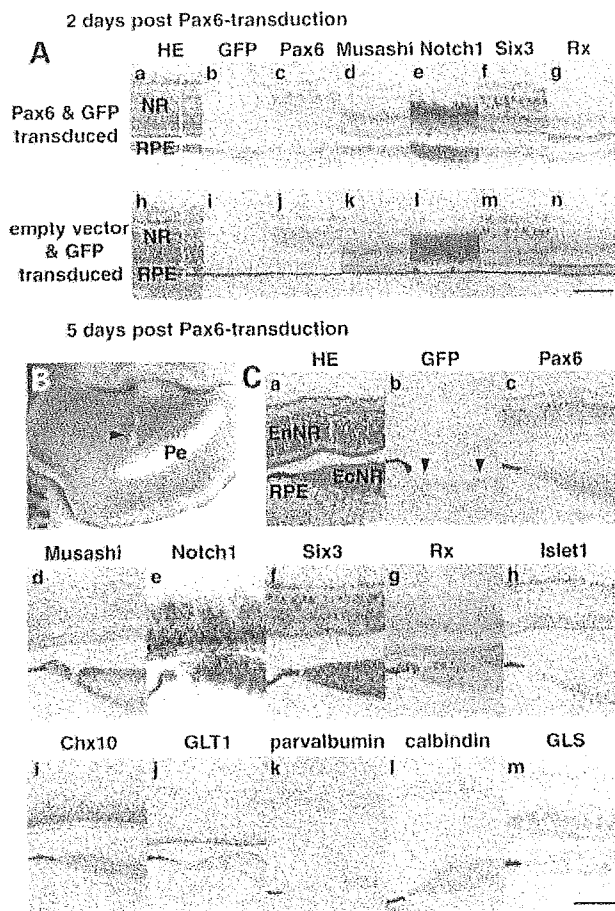 2 days post Pax6-transduction
A
HE GFP Pax6 Musashi Notch1 Six3 Rx
a b c d e f g
Pax6 & GFP
transduced
NR
RPE
h i j k l m n
empty vector
& GFP
transduced
NR
RPE
5 days post Pax6-transduction
B
Pe
C
HE GFP Pax6
a b c
EnNR
RPE EcNR
Musashi Notch1 Six3 Rx Islet1
d e f g h
Chx10 GLT1 parvalbumin calbindin GLS
i j k l m